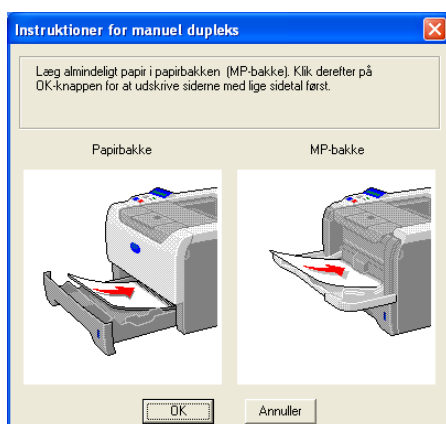 Instruktioner for manuel dupleks
Læg almindeligt papir i papirbakken (MP-bakke). Klik derefter på
OK-knappen for at udskrive siderne med lige sidetal først.
Papirbakke
MP-bakke
OK
Annuller